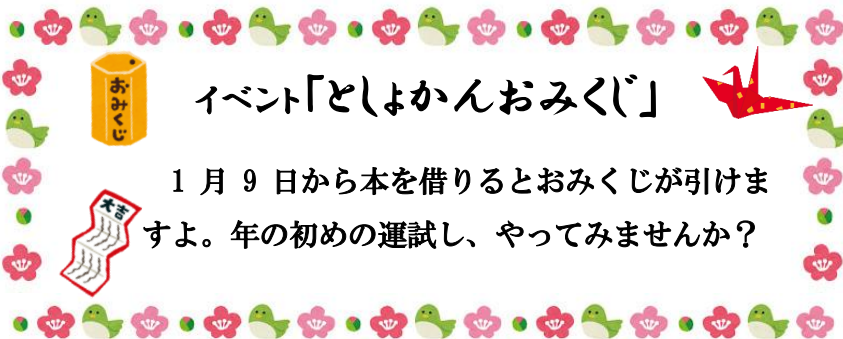 おみくじ
イベント「としょかんおみくじ」
大吉
1 月 9 日から本を借りるとおみくじが引けま
すよ。年の初めの運試し、やってみませんか？